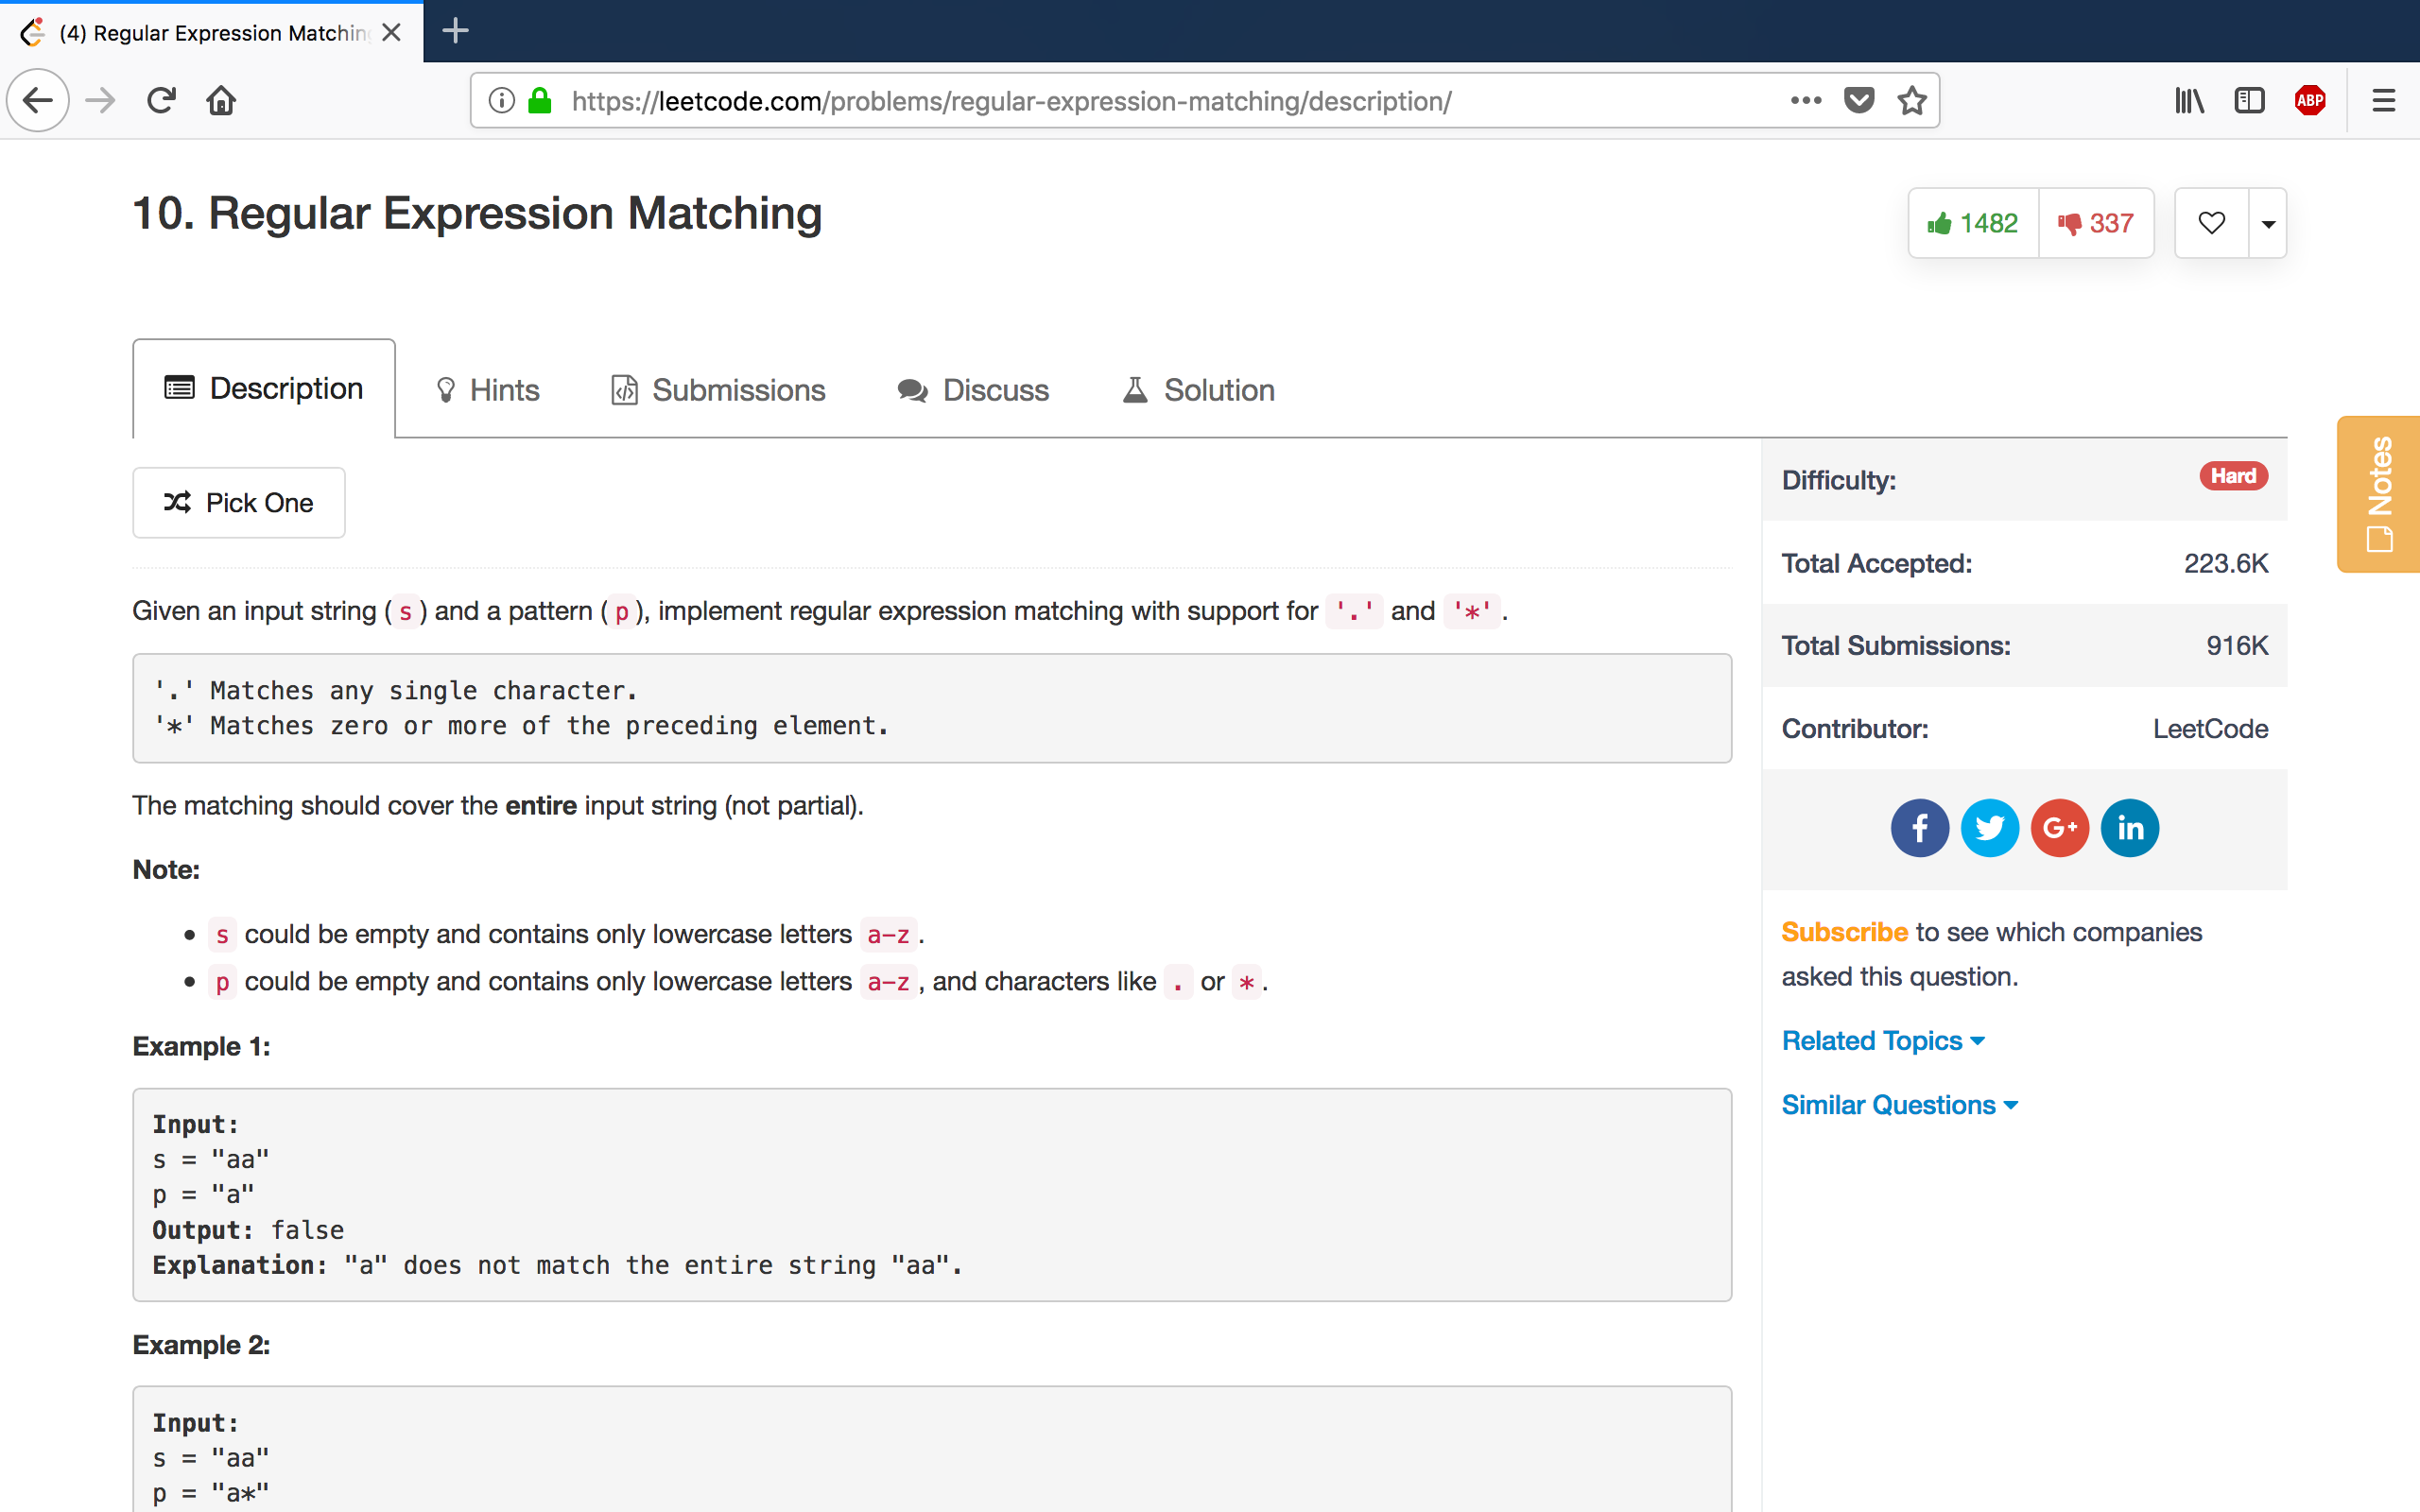 (4) Regular Expression Matching
https://leetcode.com/problems/regular-expression-matching/description/
ABP
10. Regular Expression Matching
1482
337
Description
Hints
Submissions
Discuss
Solution
Notes
Pick One
Given an input string (s) and a pattern (p), implement regular expression matching with support for '.' and '*'.
'.' Matches any single character.
'*' Matches zero or more of the preceding element.
The matching should cover the entire input string (not partial).
Note:
• s could be empty and contains only lowercase letters a-z.
• p could be empty and contains only lowercase letters a-z, and characters like . or *.
Example 1:
Input:
s = "aa"
p = "a"
Output: false
Explanation: "a" does not match the entire string "aa".
Example 2:
Input:
s = "aa"
p = "a*"
Difficulty: Hard
Total Accepted: 223.6K
Total Submissions: 916K
Contributor: LeetCode
f G+ in
Subscribe to see which companies
asked this question.
Related Topics
Similar Questions